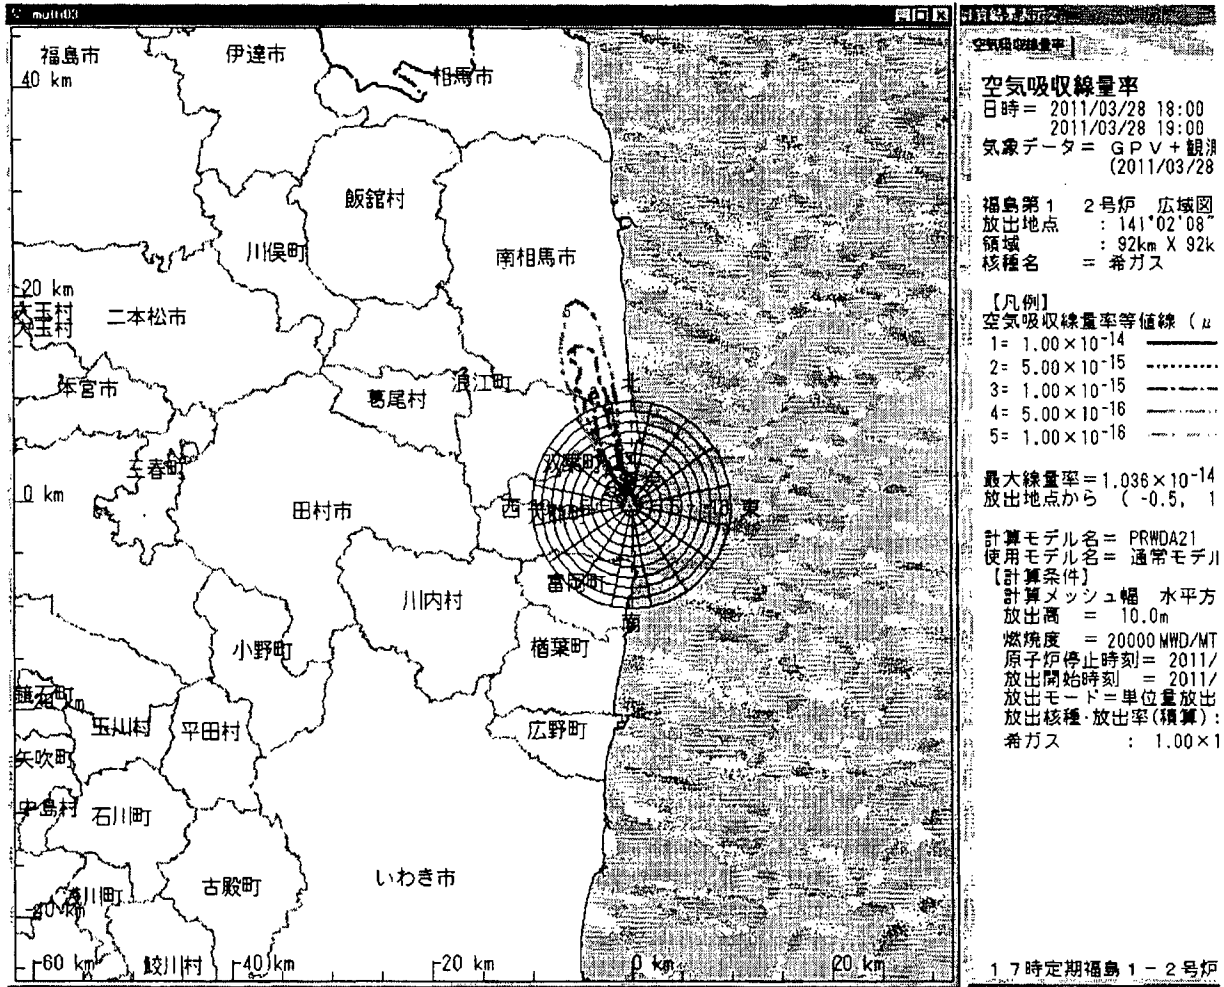 multi03
福島市
伊達市
相馬市
40 km
飯舘村
川俣町
南相馬市
20 km
大玉村
二本松市
本宮市
浪江町
北
葛尾村
三春町
双葉町
0 km
田村市
西
東
富岡町
川内村
小野町
楢葉町
南
鏡石町
玉川村
平田村
広野町
矢吹町
中島村
石川町
いわき市
古殿町
浅川町
-60 km
鮫川村
-40 km
-20 km
0 km
20 km
空気吸収線量率
空気吸収線量率
日時= 2011/03/28 18:00
2011/03/28 19:00
気象データ= GPV+観測
(2011/03/28
福島第1 2号炉 広域図
放出地点 : 141°02'08"
領域 : 92km X 92k
核種名 = 希ガス
【凡例】
空気吸収線量率等値線 (μ
1= 1.00×10⁻¹⁴
2= 5.00×10⁻¹⁵
3= 1.00×10⁻¹⁵
4= 5.00×10⁻¹⁶
5= 1.00×10⁻¹⁶
最大線量率=1.036×10⁻¹⁴
放出地点から ( -0.5, 1
計算モデル名= PRWDA21
使用モデル名= 通常モデル
【計算条件】
計算メッシュ幅 水平方
放出高 = 10.0m
燃焼度 = 20000MWD/MT
原子炉停止時刻= 2011/
放出開始時刻 = 2011/
放出モード=単位量放出
放出核種・放出率(積算):
希ガス : 1.00×1
17時定期福島1-2号炉